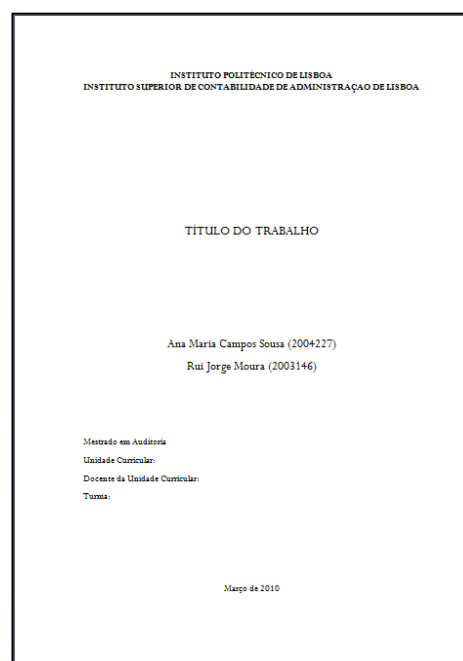 INSTITUTO POLITÉCNICO DE LISBOA
INSTITUTO SUPERIOR DE CONTABILIDADE DE ADMINISTRAÇAO DE LISBOA
TÍTULO DO TRABALHO
Ana Maria Campos Sousa (2004227)
Rui Jorge Moura (2003146)
Mestrado em Auditoria
Unidade Curricular:
Docente da Unidade Curricular:
Turma:
Março de 2010